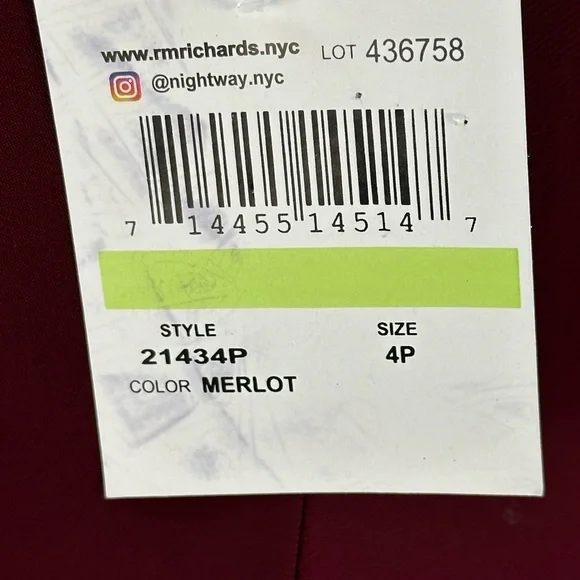 www.rmrichards.nyc LOT 436758
@nightway.nyc
7 14455 14514 7
STYLE SIZE
21434P 4P
COLOR MERLOT